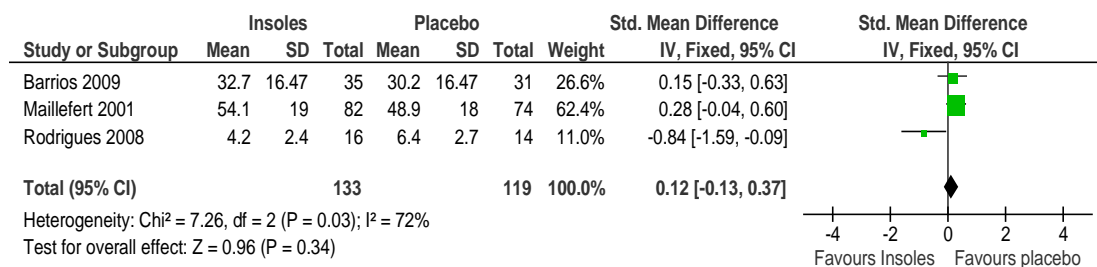 Insoles Placebo Std. Mean Difference Std. Mean Difference
Study or Subgroup Mean SD Total Mean SD Total Weight IV, Fixed, 95% CI IV, Fixed, 95% CI
Barrios 2009 32.7 16.47 35 30.2 16.47 31 26.6% 0.15 [-0.33, 0.63]
Maillefert 2001 54.1 19 82 48.9 18 74 62.4% 0.28 [-0.04, 0.60]
Rodrigues 2008 4.2 2.4 16 6.4 2.7 14 11.0% -0.84 [-1.59, -0.09]
Total (95% CI) 133 119 100.0% 0.12 [-0.13, 0.37]
Heterogeneity: Chi² = 7.26, df = 2 (P = 0.03); I² = 72%
Test for overall effect: Z = 0.96 (P = 0.34)
-4 -2 0 2 4
Favours Insoles Favours placebo